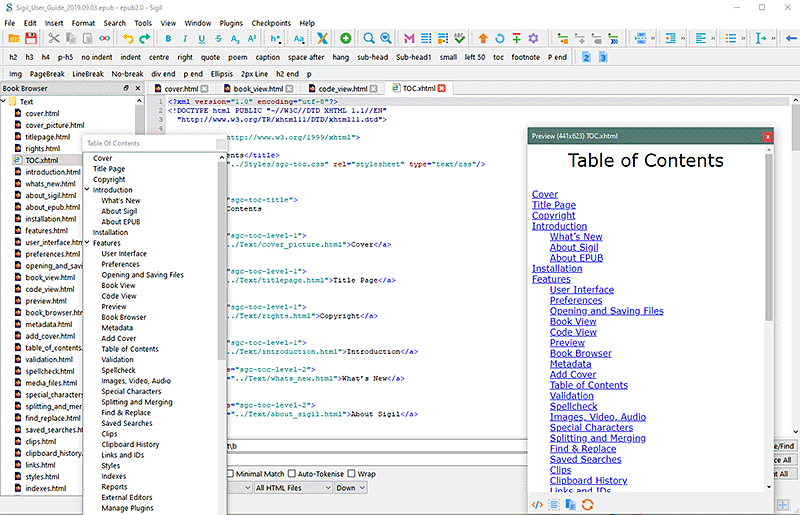 Sigil_User_Guide_2019.09.03.epub - epub2.0 - Sigil
File Edit Insert Format Search Tools View Window Plugins Checkpoints Help
h2 h3 h4 h5 ph-5 no indent indent centre right quote poem caption space after hang sub-head Sub-head1 small left 50 toc footnote P end 2 3
Img PageBreak LineBreak No-break div end p end Ellipsis 2px Line h2 end p
Book Browser
cover.html book_view.html code_view.html TOC.xhtml
Text
cover.html
cover_picture.html
titlepage.html
rights.html
TOC.xhtml
introduction.html
whats_new.html
about_sigil.html
about_epub.html
installation.html
features.html
user_interface.htm
preferences.html
opening_and_savi
book_view.html
code_view.html
preview.html
book_browser.htm
metadata.html
add_cover.html
table_of_contents.
validation.html
spellcheck.html
media_files.html
special_characters
splitting_and_mer
find_replace.html
saved_searches.ht
clips.html
clipboard_history.
links.html
styles.html
indexes.html
Table Of Contents
Cover
Title Page
Copyright
Introduction
What's New
About Sigil
About EPUB
Installation
Features
User Interface
Preferences
Opening and Saving Files
Book View
Code View
Preview
Book Browser
Metadata
Add Cover
Table of Contents
Validation
Spellcheck
Images, Video, Audio
Special Characters
Splitting and Merging
Find & Replace
Saved Searches
Clips
Clipboard History
Links and IDs
Styles
Indexes
Reports
External Editors
Manage Plugins
<?xml version="1.0" encoding="utf-8"?>
<!DOCTYPE html PUBLIC "-//W3C//DTD XHTML 1.1//EN"
"http://www.w3.org/TR/xhtml11/DTD/xhtml11.dtd">
http://www.w3.org/1999/xhtml">
ents</title>
"../Styles/sgc-toc.css" rel="stylesheet" type="text/css"/>
"sgc-toc-title">
Contents
"sgc-toc-level-1">
"../Text/cover_picture.html">Cover</a>
"sgc-toc-level-1">
"../Text/titlepage.html">Title Page</a>
"sgc-toc-level-1">
"../Text/rights.html">Copyright</a>
"sgc-toc-level-1">
"../Text/introduction.html">Introduction</a>
s="sgc-toc-level-2">
="../Text/whats_new.html">What's New</a>
s="sgc-toc-level-2">
="../Text/about_sigil.html">About Sigil</a>
\b
Minimal Match Auto-Tokenise Wrap
All HTML Files Down
e/Find
ce All
t All
Preview (441x623) TOC.xhtml
Table of Contents
Cover
Title Page
Copyright
Introduction
What's New
About Sigil
About EPUB
Installation
Features
User Interface
Preferences
Opening and Saving Files
Book View
Code View
Preview
Book Browser
Metadata
Add Cover
Table of Contents
Validation
Spellcheck
Images, Video, Audio
Special Characters
Splitting and Merging
Find & Replace
Saved Searches
Clips
Clipboard History
Links and IDs